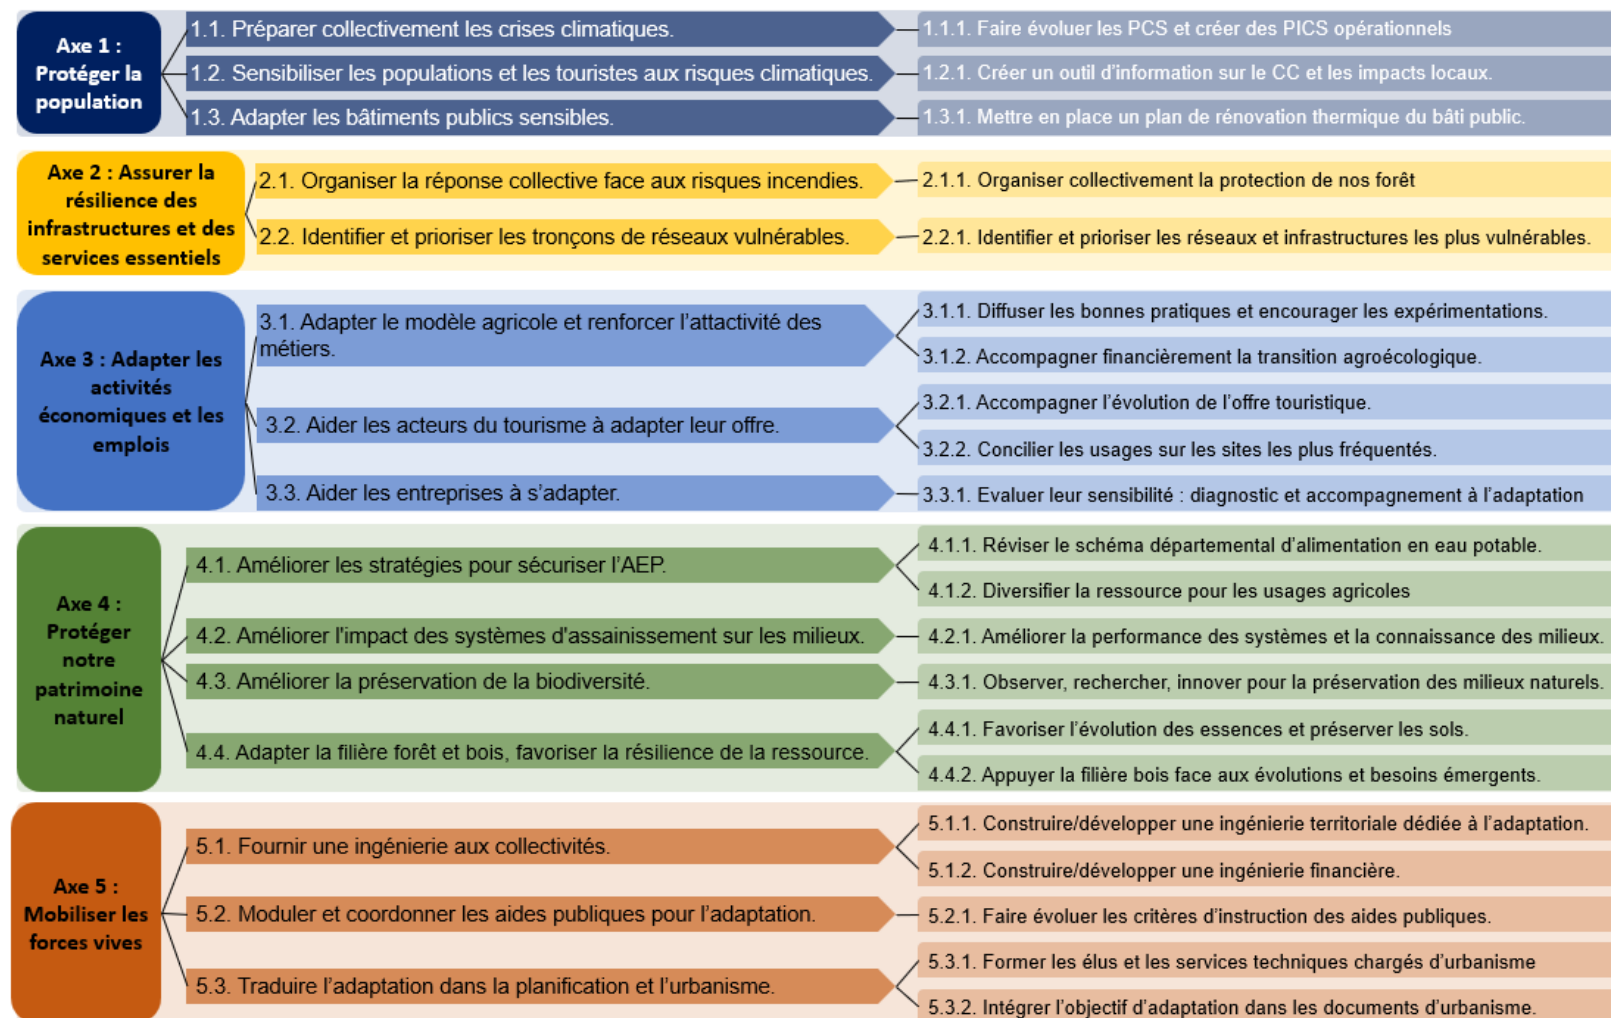 Axe 1 :
Protéger la
population
1.1. Préparer collectivement les crises climatiques.
1.1.1. Faire évoluer les PCS et créer des PICS opérationnels
1.2. Sensibiliser les populations et les touristes aux risques climatiques.
1.2.1. Créer un outil d'information sur le CC et les impacts locaux.
1.3. Adapter les bâtiments publics sensibles.
1.3.1. Mettre en place un plan de rénovation thermique du bâti public.
Axe 2 : Assurer la
résilience des
infrastructures et des
services essentiels
2.1. Organiser la réponse collective face aux risques incendies.
2.1.1. Organiser collectivement la protection de nos forêt
2.2. Identifier et prioriser les tronçons de réseaux vulnérables.
2.2.1. Identifier et prioriser les réseaux et infrastructures les plus vulnérables.
Axe 3 : Adapter les
activités
économiques et les
emplois
3.1. Adapter le modèle agricole et renforcer l'attactivité des
métiers.
3.1.1. Diffuser les bonnes pratiques et encourager les expérimentations.
3.1.2. Accompagner financièrement la transition agroécologique.
3.2. Aider les acteurs du tourisme à adapter leur offre.
3.2.1. Accompagner l'évolution de l'offre touristique.
3.2.2. Concilier les usages sur les sites les plus fréquentés.
3.3. Aider les entreprises à s'adapter.
3.3.1. Evaluer leur sensibilité : diagnostic et accompagnement à l'adaptation
Axe 4 :
Protéger
notre
patrimoine
naturel
4.1. Améliorer les stratégies pour sécuriser l'AEP.
4.1.1. Réviser le schéma départemental d'alimentation en eau potable.
4.1.2. Diversifier la ressource pour les usages agricoles
4.2. Améliorer l'impact des systèmes d'assainissement sur les milieux.
4.2.1. Améliorer la performance des systèmes et la connaissance des milieux.
4.3. Améliorer la préservation de la biodiversité.
4.3.1. Observer, rechercher, innover pour la préservation des milieux naturels.
4.4. Adapter la filière forêt et bois, favoriser la résilience de la ressource.
4.4.1. Favoriser l'évolution des essences et préserver les sols.
4.4.2. Appuyer la filière bois face aux évolutions et besoins émergents.
Axe 5 :
Mobiliser les
forces vives
5.1. Fournir une ingénierie aux collectivités.
5.1.1. Construire/développer une ingénierie territoriale dédiée à l'adaptation.
5.1.2. Construire/développer une ingénierie financière.
5.2. Moduler et coordonner les aides publiques pour l'adaptation.
5.2.1. Faire évoluer les critères d'instruction des aides publiques.
5.3. Traduire l'adaptation dans la planification et l'urbanisme.
5.3.1. Former les élus et les services techniques chargés d'urbanisme
5.3.2. Intégrer l'objectif d'adaptation dans les documents d'urbanisme.